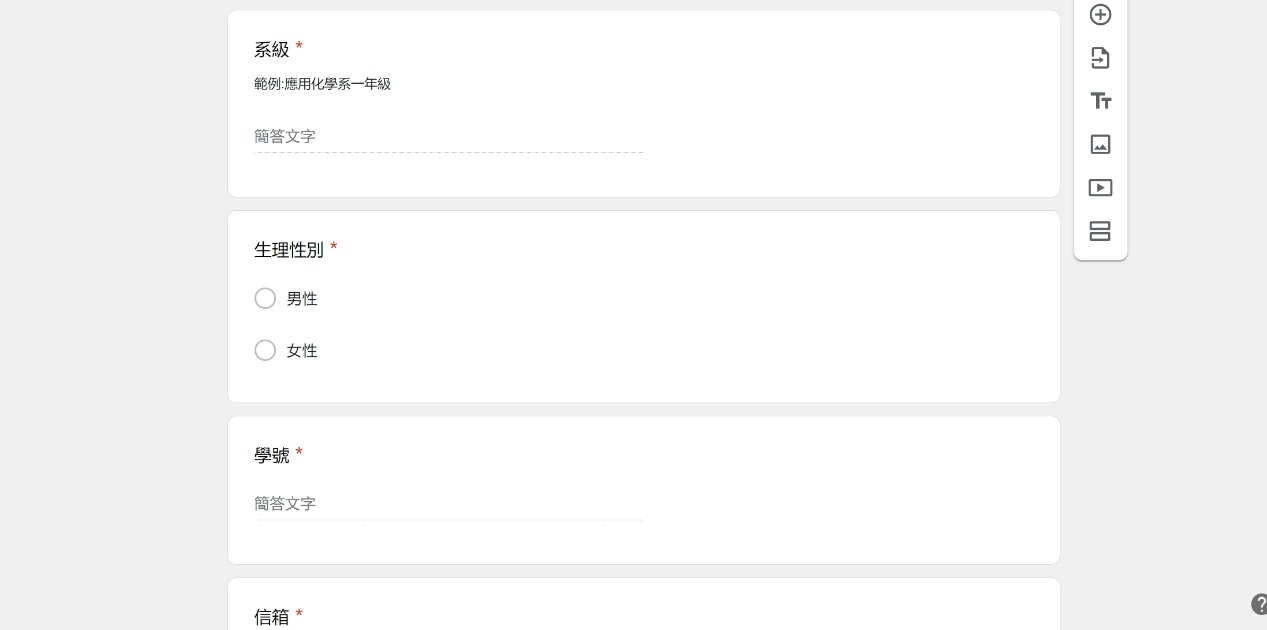 系級 *
範例:應用化學系一年級
簡答文字
生理性別 *
男性
女性
學號 *
簡答文字
信箱 *